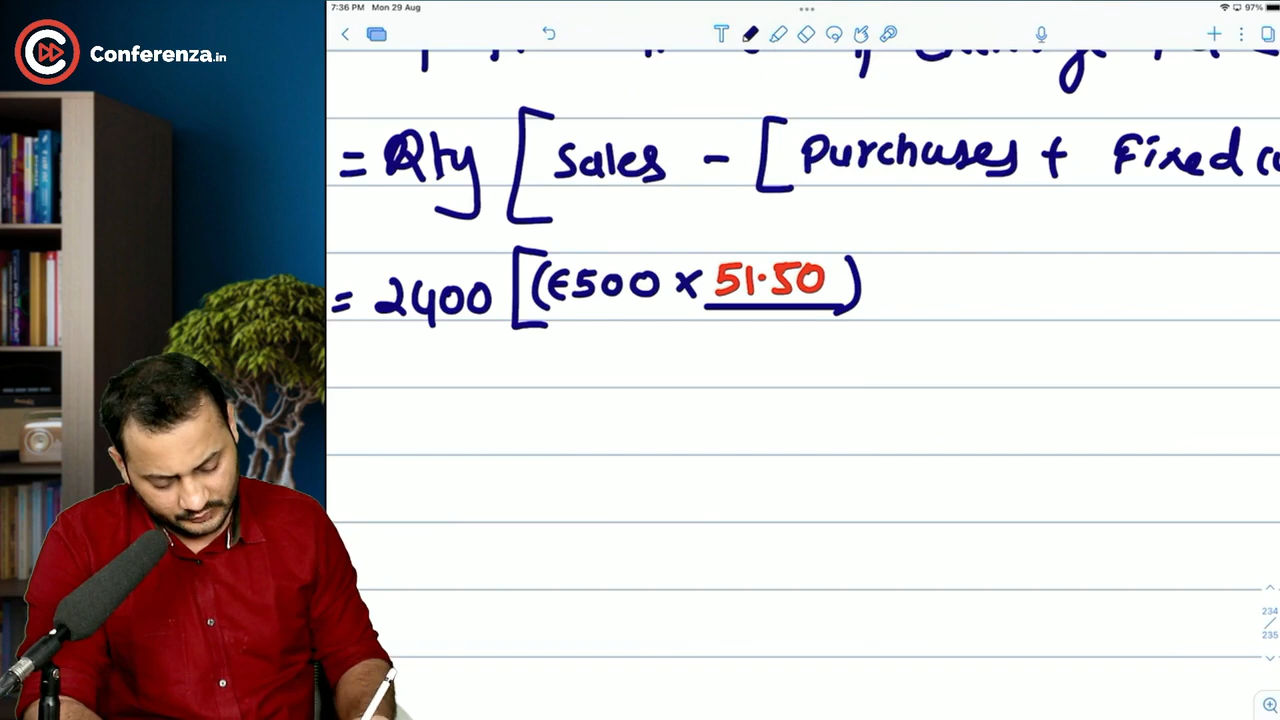 Conferenza.in
7:36 PM Mon 29 Aug
97%
= Qty [ Sales - [ Purchases + Fixed
= 2400 [(€500 × 51.50)
234
235